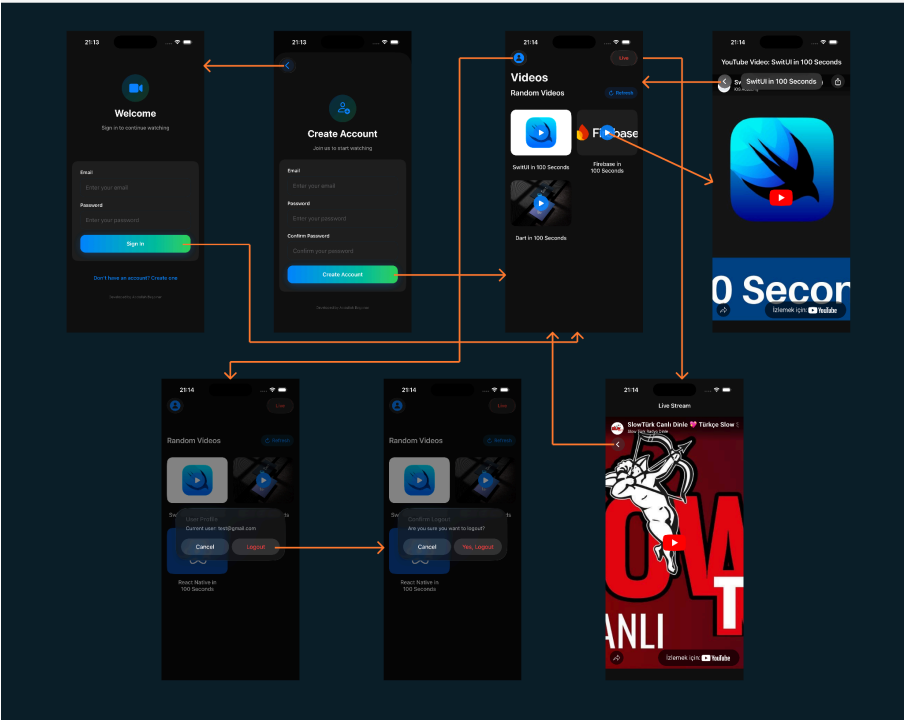 21:13
Welcome
Sign in to continue watching
Email
Enter your email
Password
Enter your password
Sign in
Don't have an account? Create one
21:13
Create Account
Join us to start watching
Email
Enter your email
Password
Enter your password
Confirm Password
Confirm your password
Create Account
21:14
Live
Videos
Random Videos
Refresh
Firebase
SwitUI in 100 Seconds
Firebase in
100 Seconds
Dart in 100 Seconds
21:14
YouTube Video: SwitUI in 100 Seconds
SwitUI in 100 Seconds
0 Secor
İzlemek için: YouTube
21:14
Live
Random Videos
Refresh
User Profile
Current user: test@gmail.com
Cancel
Logout
React Native in
100 Seconds
21:14
Live
Random Videos
Refresh
Confirm Logout
Are you sure you want to logout?
Cancel
Yes, Logout
React Native in
100 Seconds
21:14
Live Stream
SlowTürk Canlı Dinle 💘 Türkçe Slow
Slow Türk Radyo Dinle
OW
T
ANLI
İzlemek için: YouTube